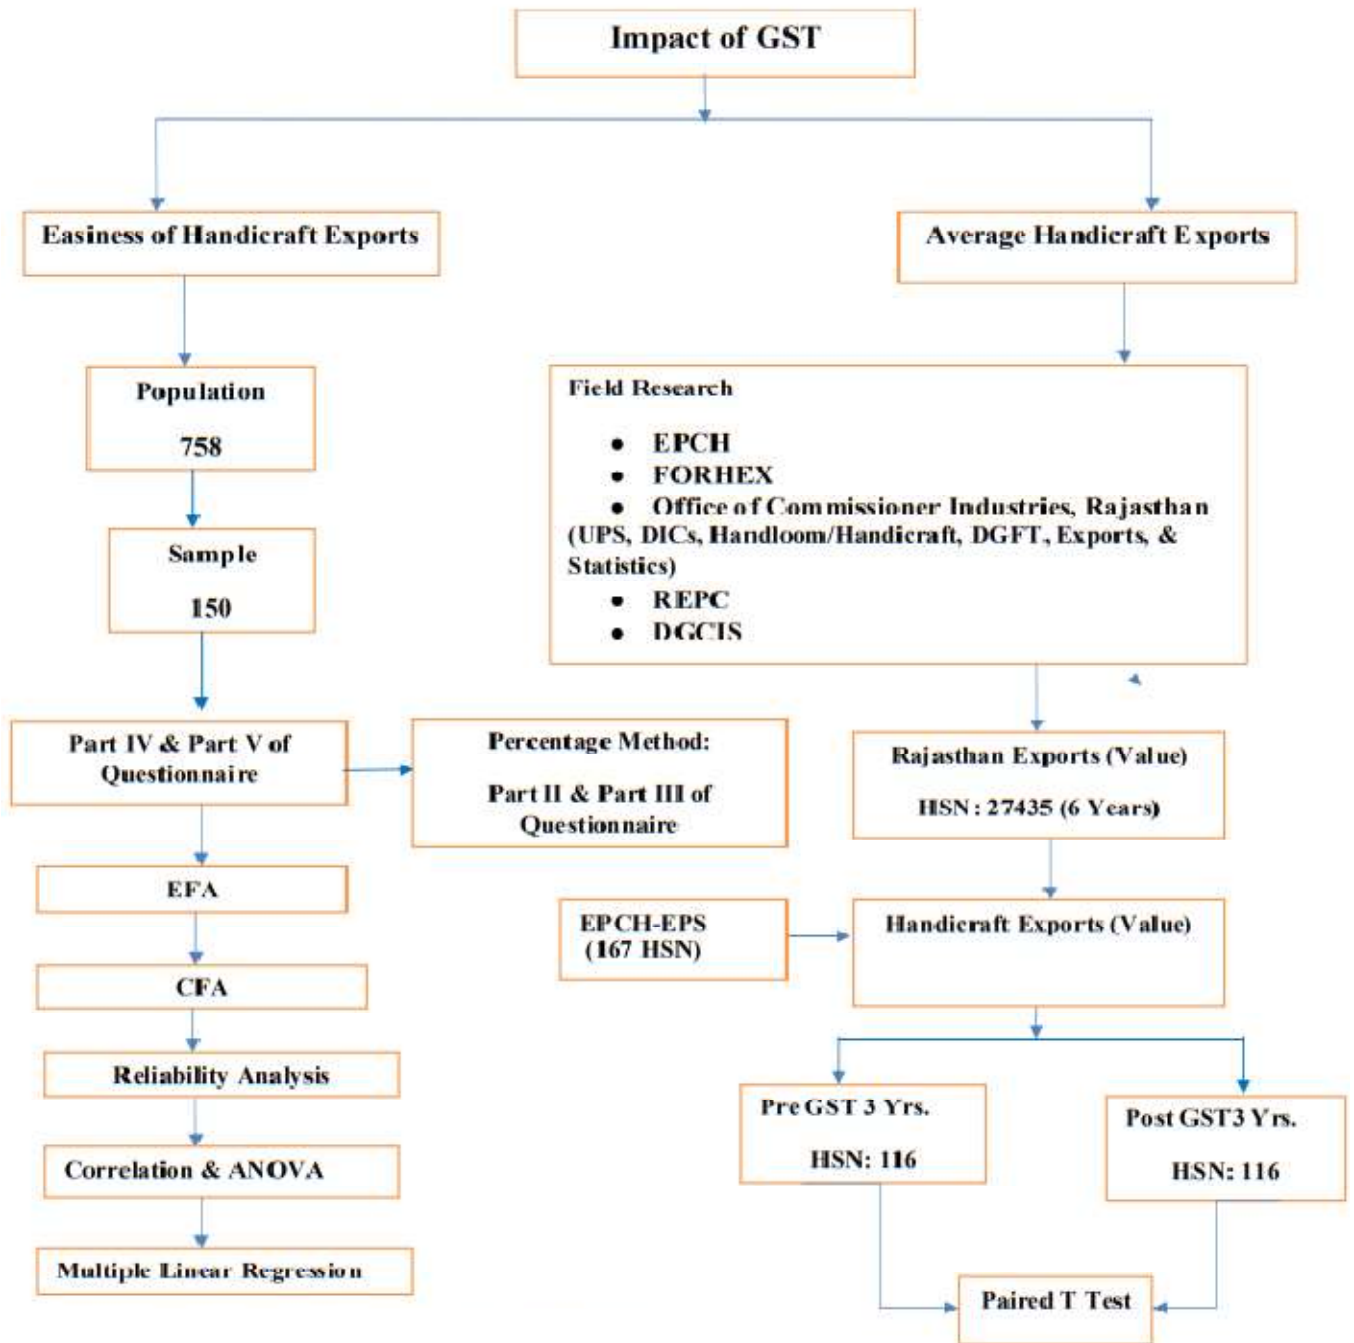 Impact of GST
Easiness of Handicraft Exports
Average Handicraft Exports
Population
758
Sample
150
Field Research
● EPCH
● FORHEX
● Office of Commissioner Industries, Rajasthan
(UPS, DICs, Handloom/Handicraft, DGFT, Exports, &
Statistics)
● REPC
● DGCIS
Part IV & Part V of
Questionnaire
Percentage Method:
Part II & Part III of
Questionnaire
Rajasthan Exports (Value)
HSN: 27435 (6 Years)
EFA
EPCH-EPS
(167 HSN)
Handicraft Exports (Value)
CFA
Reliability Analysis
Pre GST 3 Yrs.
HSN: 116
Post GST3 Yrs.
HSN: 116
Correlation & ANOVA
Multiple Linear Regression
Paired T Test